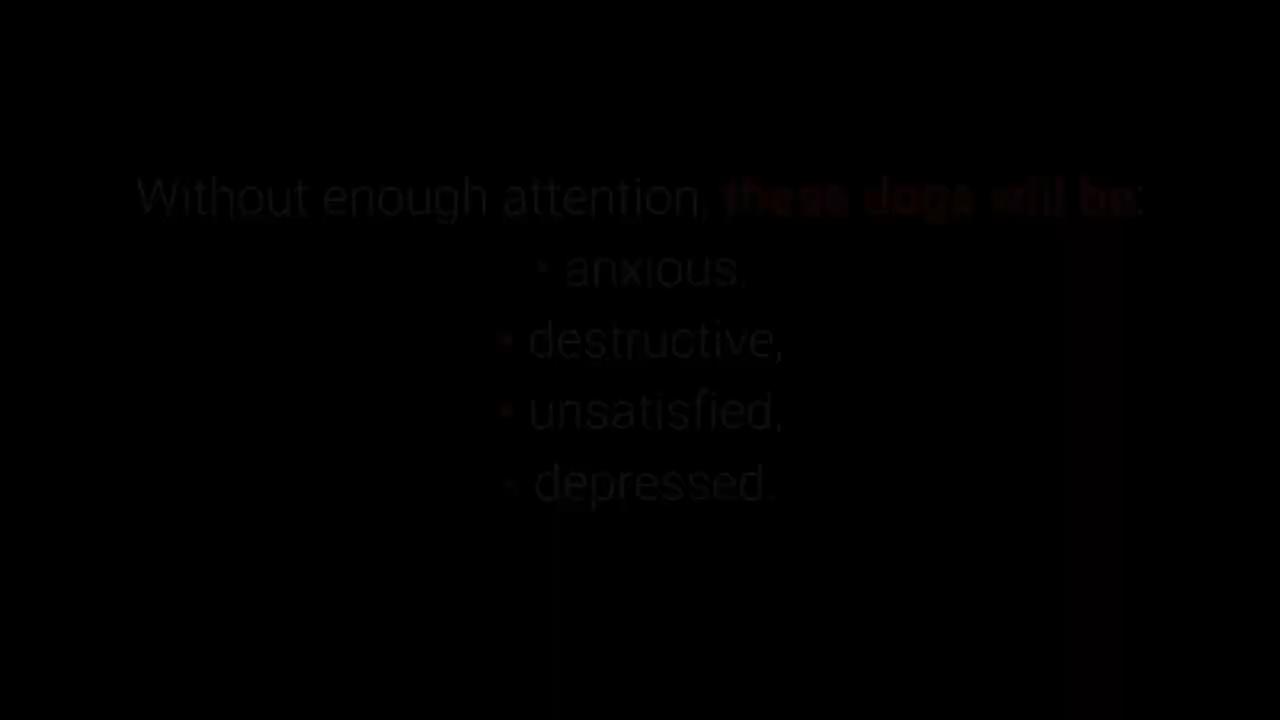 Without enough attention, these dogs will be:
• anxious,
• destructive,
• unsatisfied,
• depressed.